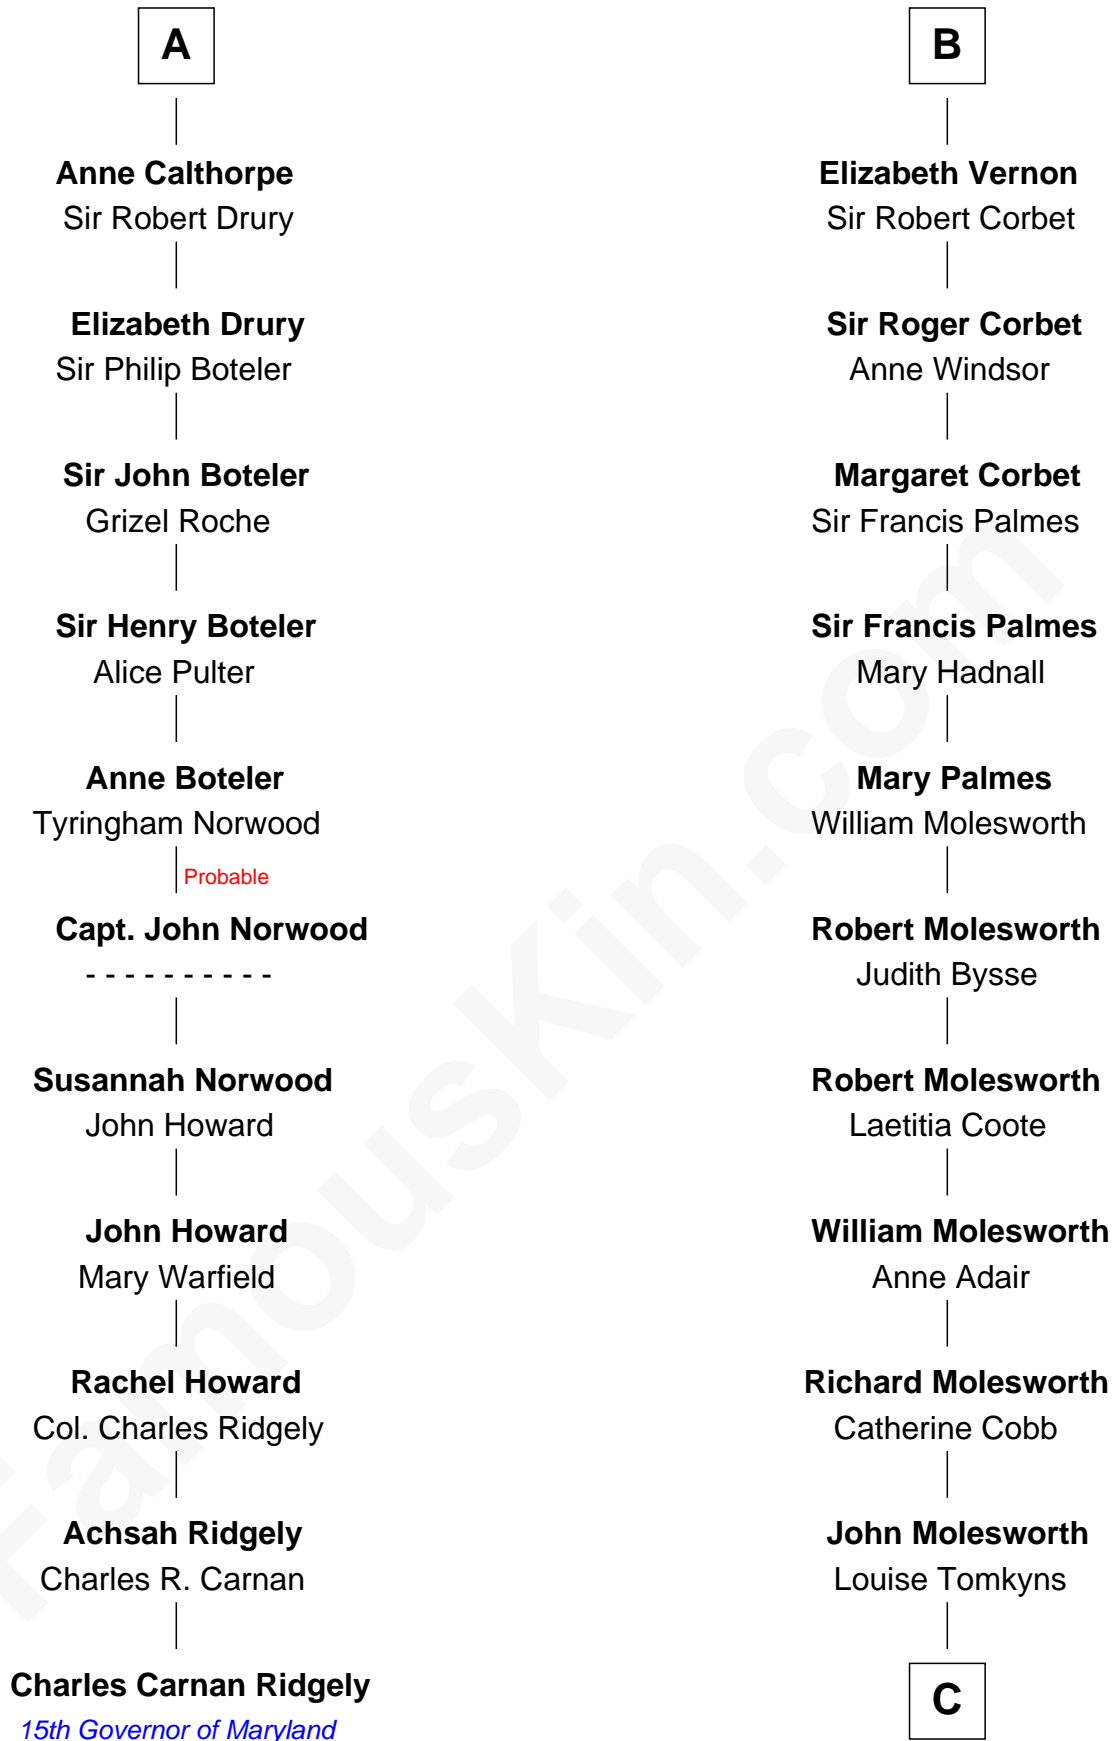 A
Anne Calthorpe
Sir Robert Drury
Elizabeth Drury
Sir Philip Boteler
Sir John Boteler
Grizel Roche
Sir Henry Boteler
Alice Pulter
Anne Boteler
Tyringham Norwood
Probable
Capt. John Norwood
- - - - - - - - - -
Susannah Norwood
John Howard
John Howard
Mary Warfield
Rachel Howard
Col. Charles Ridgely
Achsah Ridgely
Charles R. Carnan
Charles Carnan Ridgely
15th Governor of Maryland
B
Elizabeth Vernon
Sir Robert Corbet
Sir Roger Corbet
Anne Windsor
Margaret Corbet
Sir Francis Palmes
Sir Francis Palmes
Mary Hadnall
Mary Palmes
William Molesworth
Robert Molesworth
Judith Bysse
Robert Molesworth
Laetitia Coote
William Molesworth
Anne Adair
Richard Molesworth
Catherine Cobb
John Molesworth
Louise Tomkyns
C
FamousKin.com